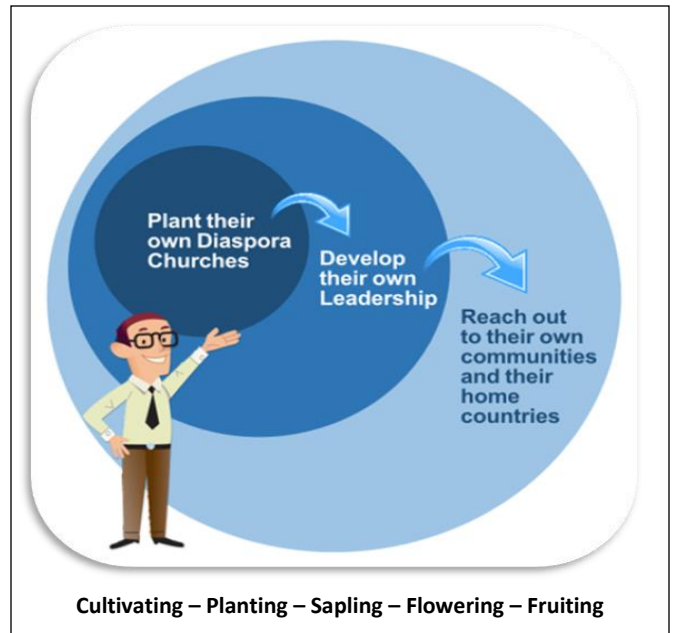 Plant their
own Diaspora
Churches
Develop
their own
Leadership
Reach out
to their own
communities
and their
home
countries
Cultivating – Planting – Sapling – Flowering – Fruiting